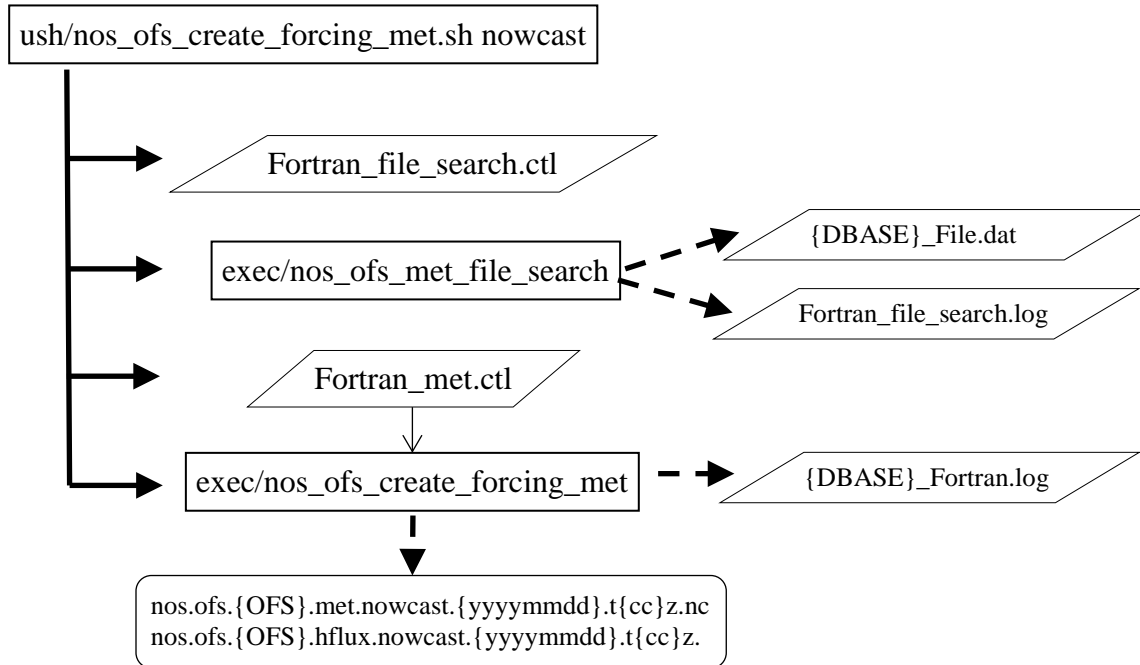 ush/nos_ofs_create_forcing_met.sh nowcast
Fortran_file_search.ctl
{DBASE}_File.dat
exec/nos_ofs_met_file_search
Fortran_file_search.log
Fortran_met.ctl
exec/nos_ofs_create_forcing_met
{DBASE}_Fortran.log
nos.ofs.{OFS}.met.nowcast.{yyyymmdd}.t{cc}z.nc
nos.ofs.{OFS}.hflux.nowcast.{yyyymmdd}.t{cc}z.